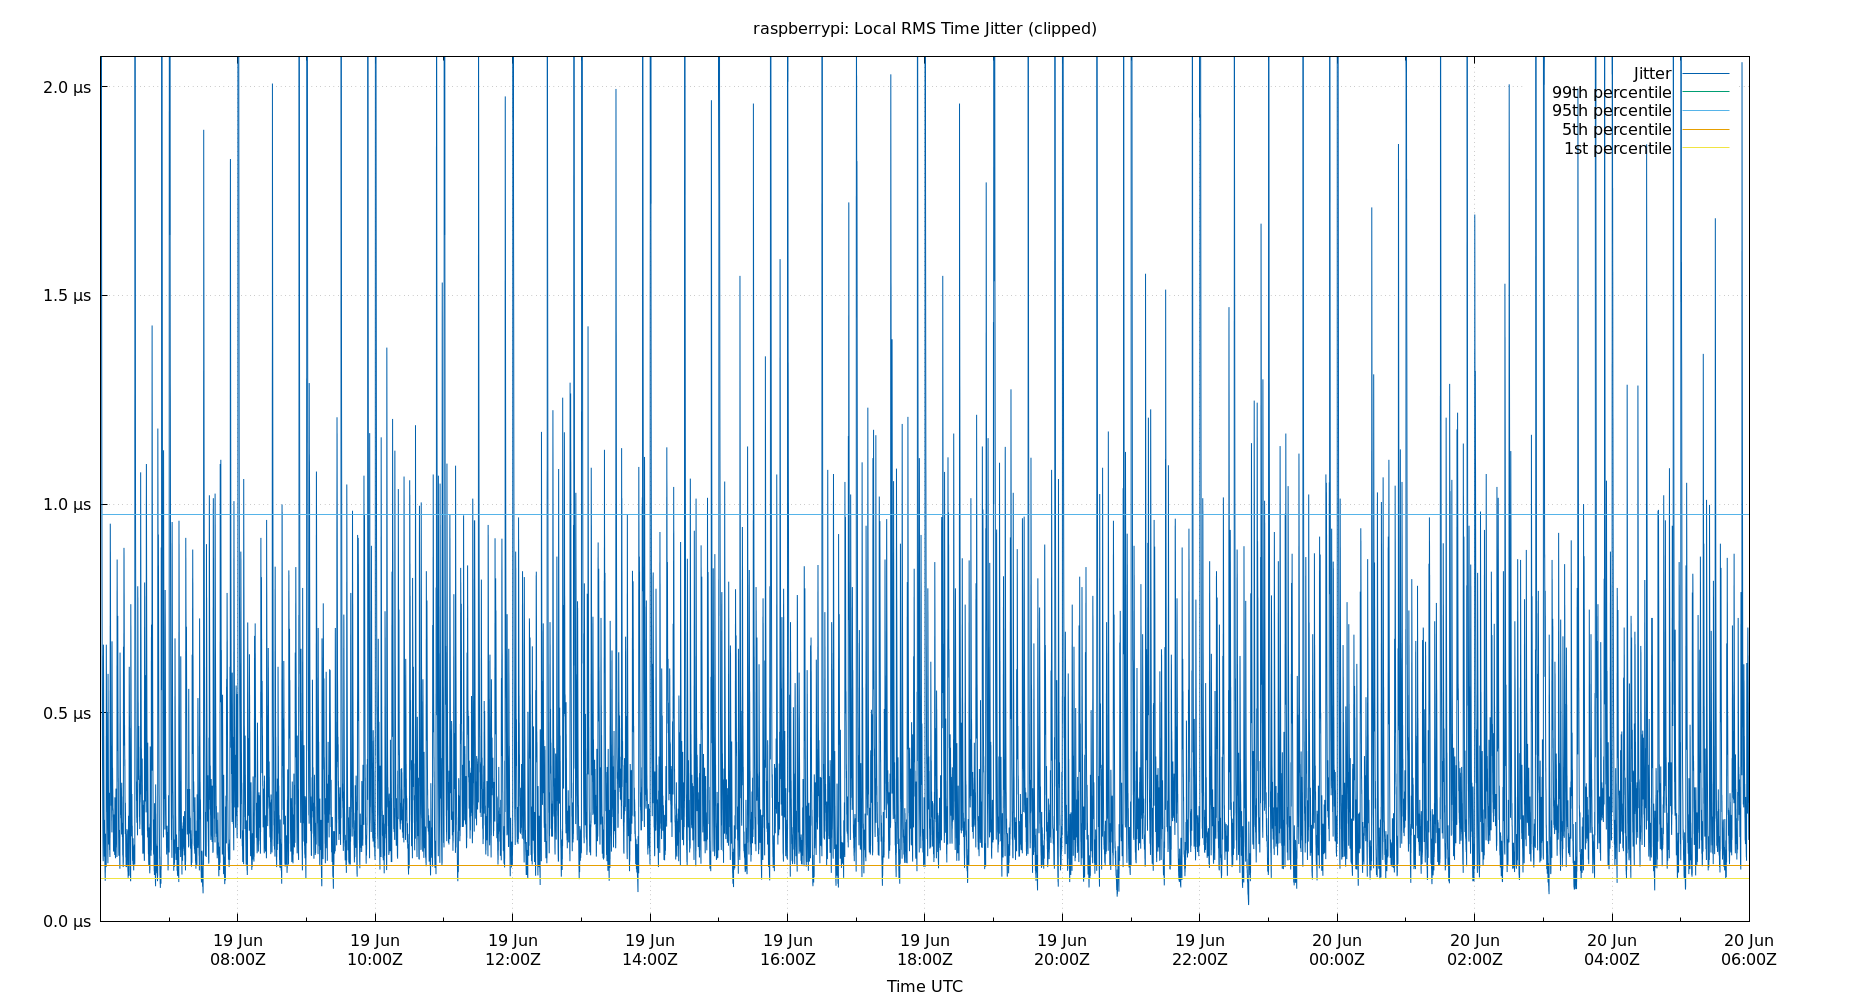 raspberrypi: Local RMS Time Jitter (clipped)
Jitter
99th percentile
95th percentile
5th percentile
1st percentile
2.0 µs
1.5 µs
1.0 µs
0.5 µs
0.0 µs
19 Jun 19 Jun 19 Jun 19 Jun 19 Jun 19 Jun 19 Jun 19 Jun 20 Jun 20 Jun 20 Jun 20 Jun
08:00Z 10:00Z 12:00Z 14:00Z 16:00Z 18:00Z 20:00Z 22:00Z 00:00Z 02:00Z 04:00Z 06:00Z
Time UTC